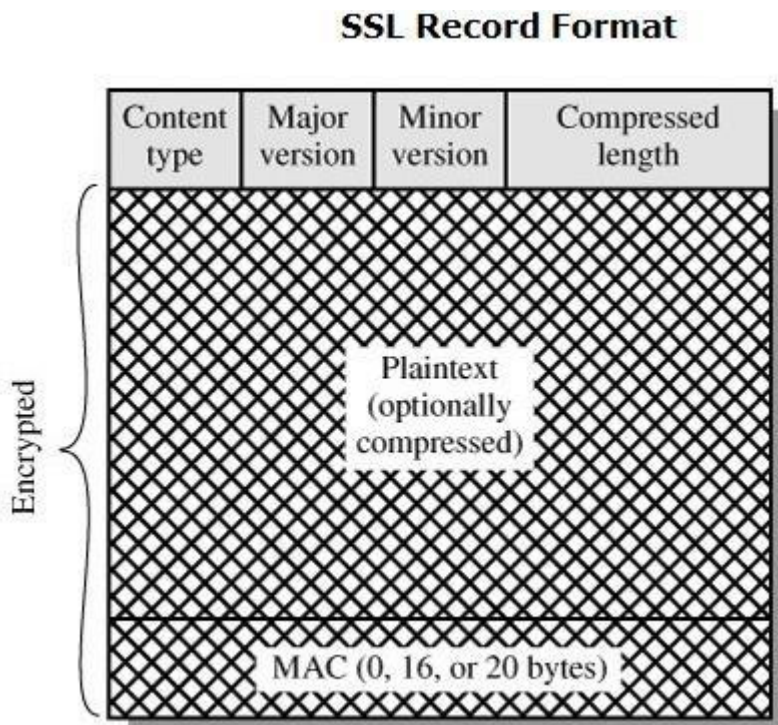 SSL Record Format
Content type
Major version
Minor version
Compressed length
Encrypted
Plaintext
(optionally
compressed)
MAC (0, 16, or 20 bytes)